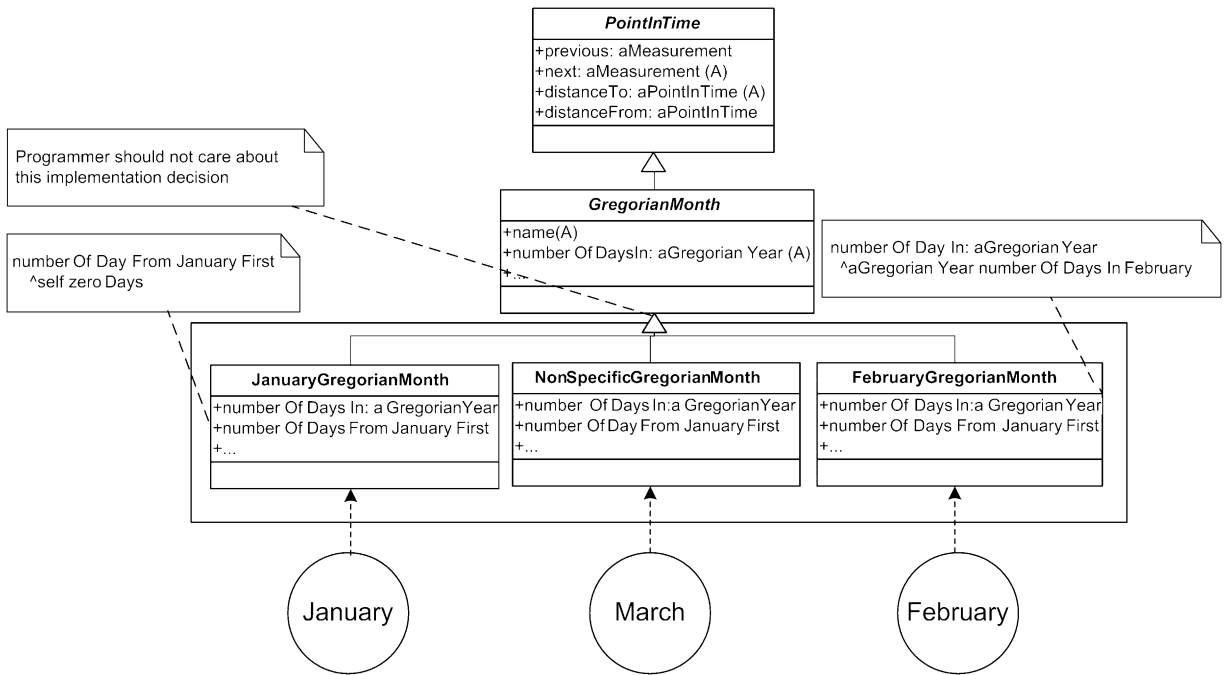 PointInTime
+previous: aMeasurement
+next: aMeasurement (A)
+distanceTo: aPointInTime (A)
+distanceFrom: aPointInTime
Programmer should not care about
this implementation decision
GregorianMonth
+name(A)
+number Of DaysIn: aGregorian Year (A)
+...
number Of Day From January First
^self zero Days
number Of Day In: aGregorian Year
^aGregorian Year number Of Days In February
JanuaryGregorianMonth
+number Of Days In: a GregorianYear
+number Of Days From January First
+...
NonSpecificGregorianMonth
+number Of Days In:a GregorianYear
+number Of Day From January First
+...
FebruaryGregorianMonth
+number Of Days In:a Gregorian Year
+number Of Days From January First
+...
January
March
February